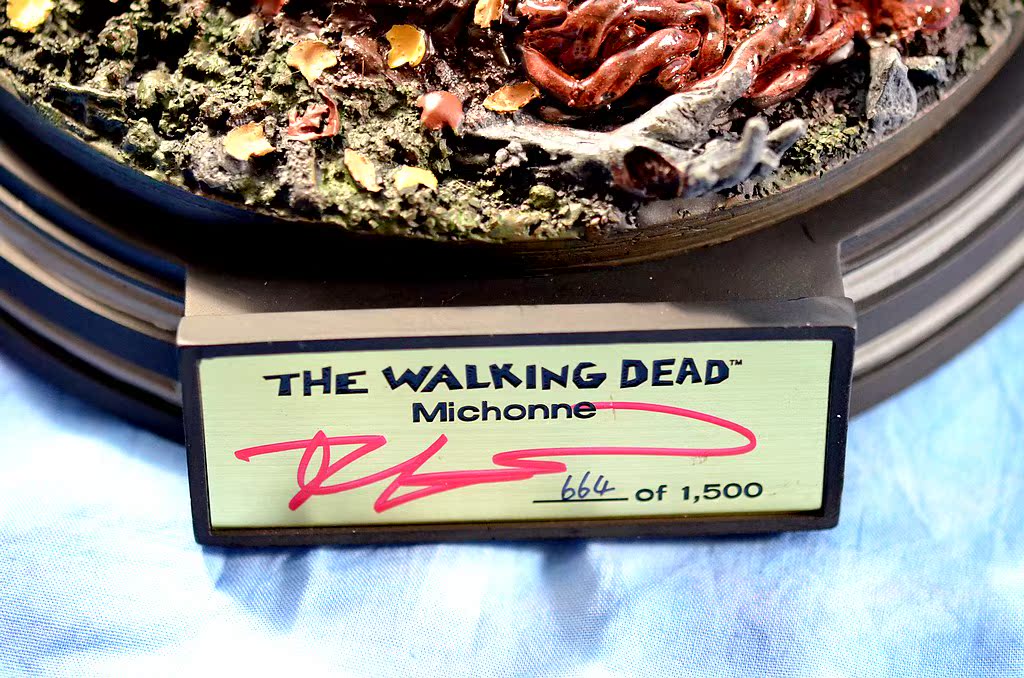 THE WALKING DEAD™
Michonne
664 of 1,500